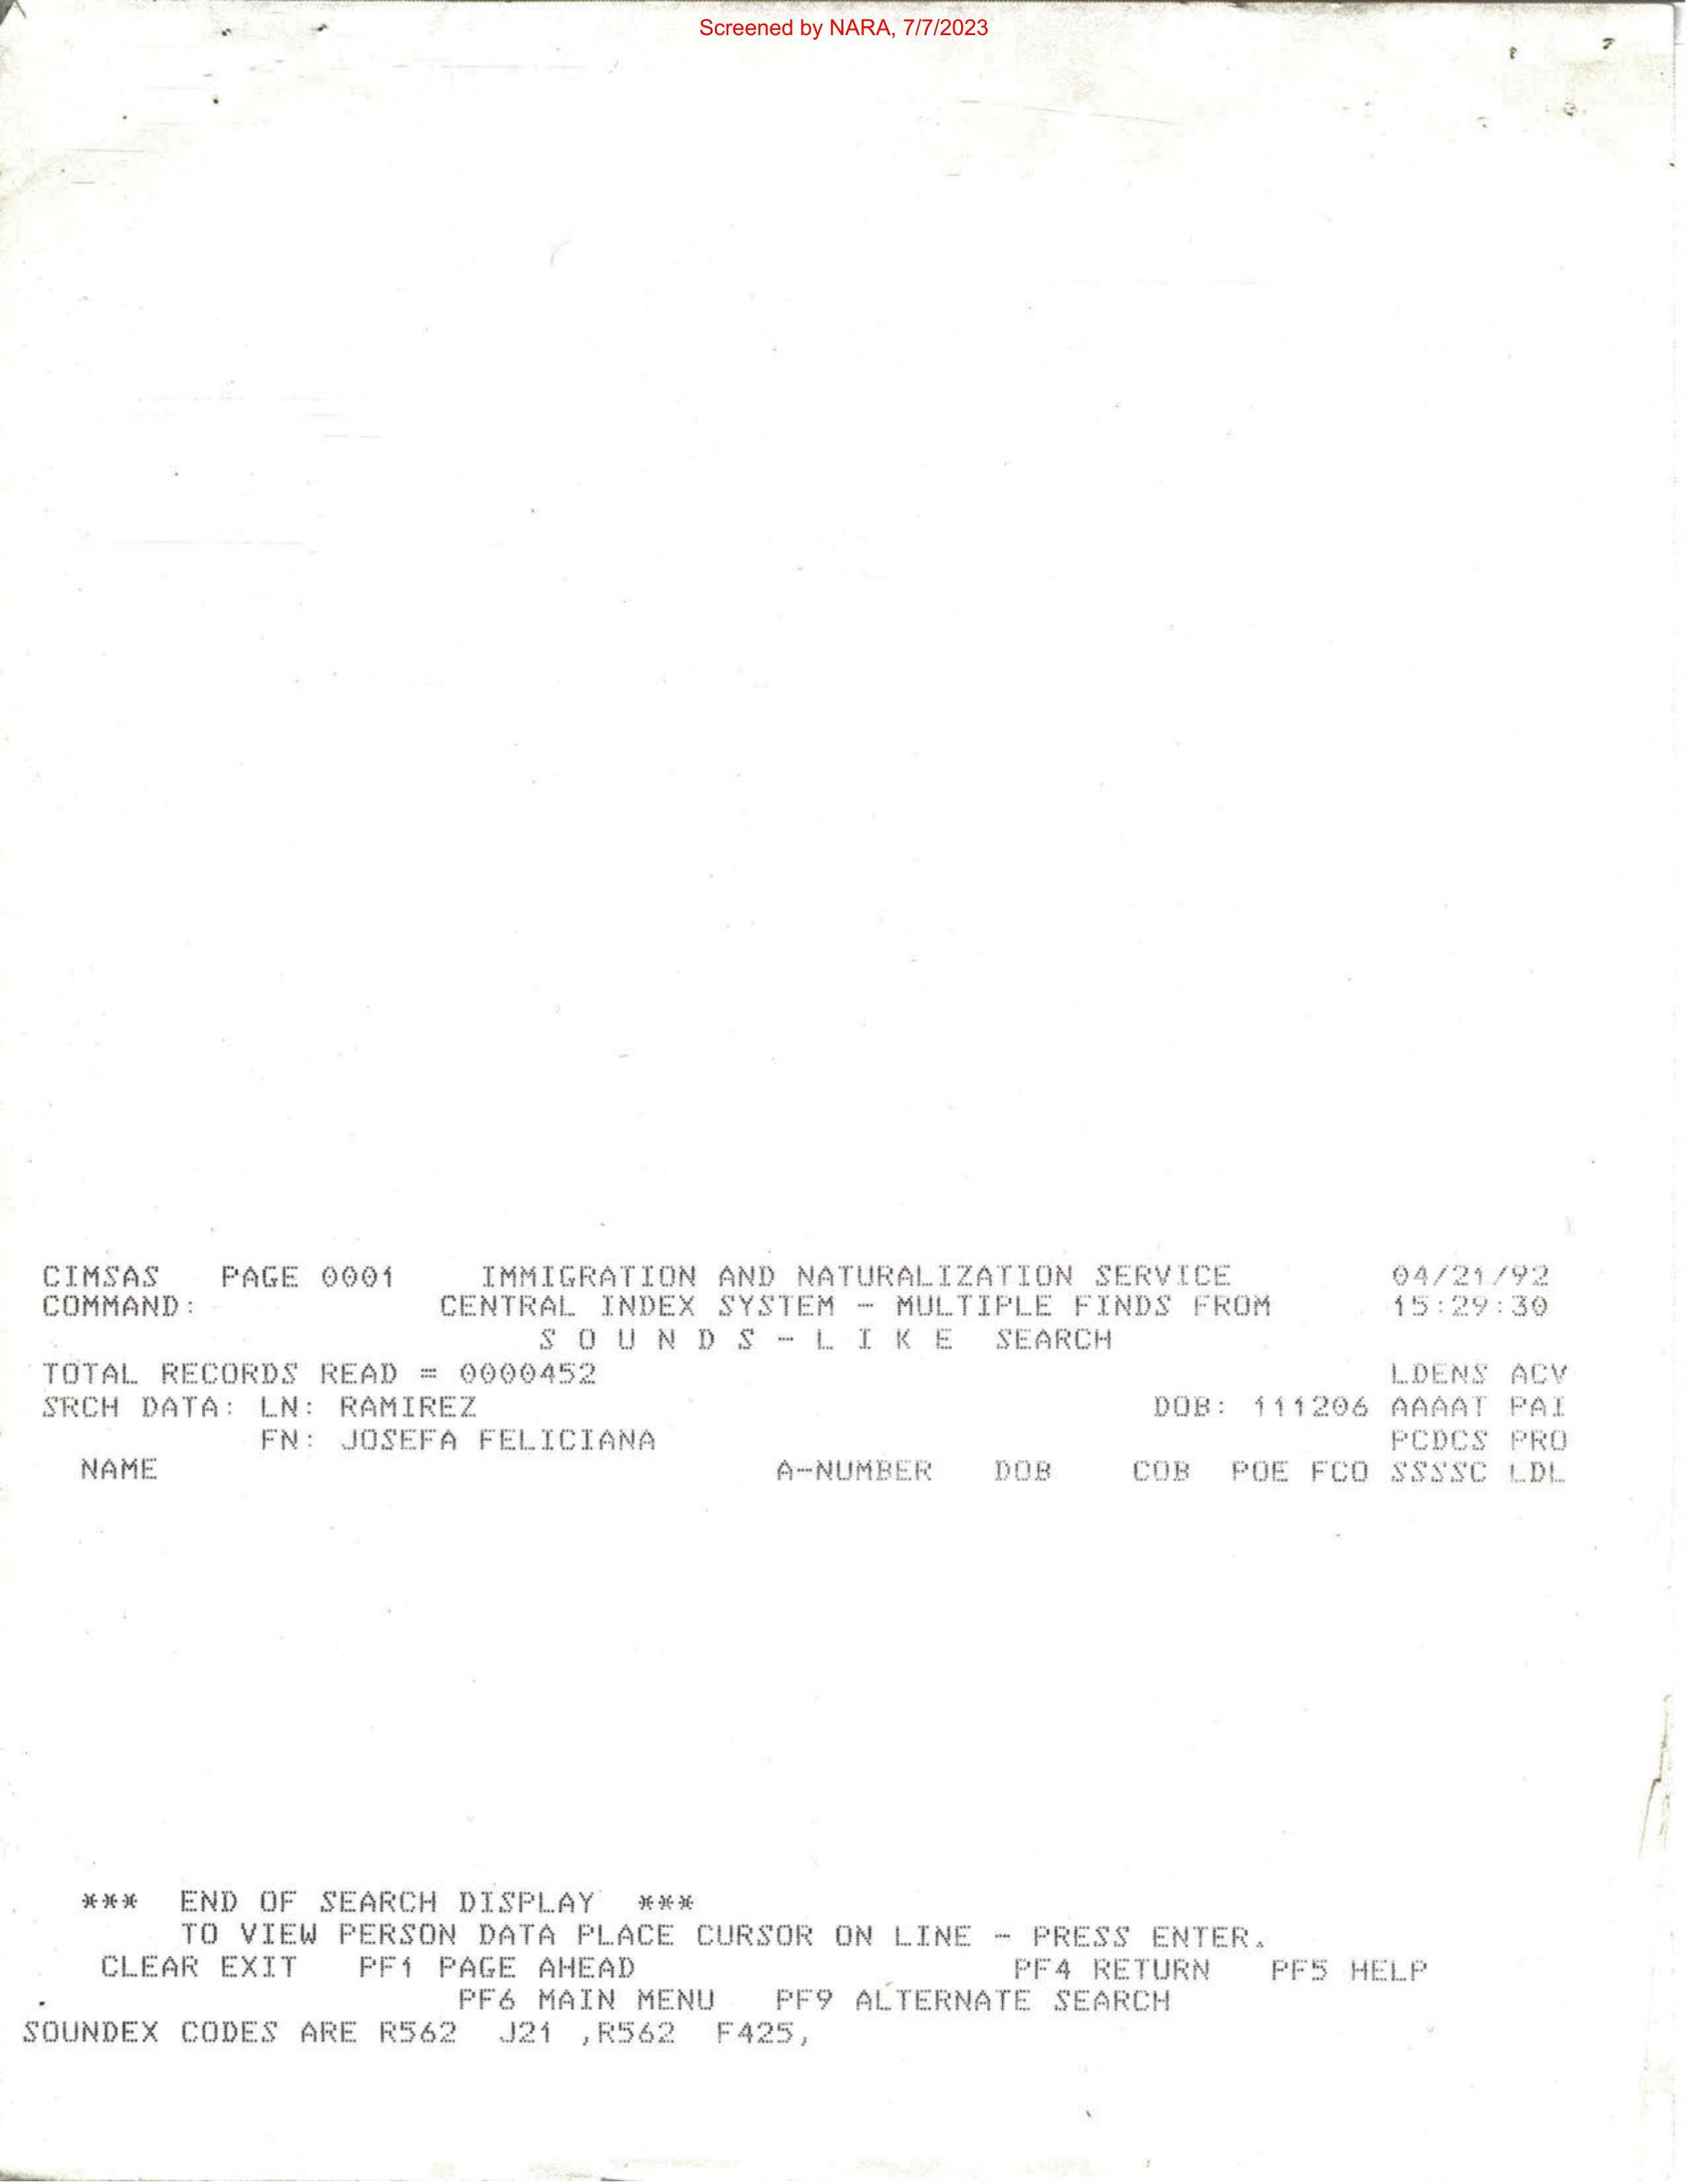 Screened by NARA, 7/7/2023
CIMSAS PAGE 0001 IMMIGRATION AND NATURALIZATION SERVICE 04/21/92
COMMAND: CENTRAL INDEX SYSTEM - MULTIPLE FINDS FROM 15:29:30
S O U N D S - L I K E SEARCH
TOTAL RECORDS READ = 0000452 LDENS ACV
SRCH DATA: LN: RAMIREZ DOB: 111206 AAAAT PAI
FN: JOSEFA FELICIANA PCDCS PRO
NAME A-NUMBER DOB COB POE FCO SSSSC LDL
*** END OF SEARCH DISPLAY ***
TO VIEW PERSON DATA PLACE CURSOR ON LINE - PRESS ENTER.
CLEAR EXIT PF1 PAGE AHEAD PF4 RETURN PF5 HELP
PF6 MAIN MENU PF9 ALTERNATE SEARCH
SOUNDEX CODES ARE R562 J21 ,R562 F425,